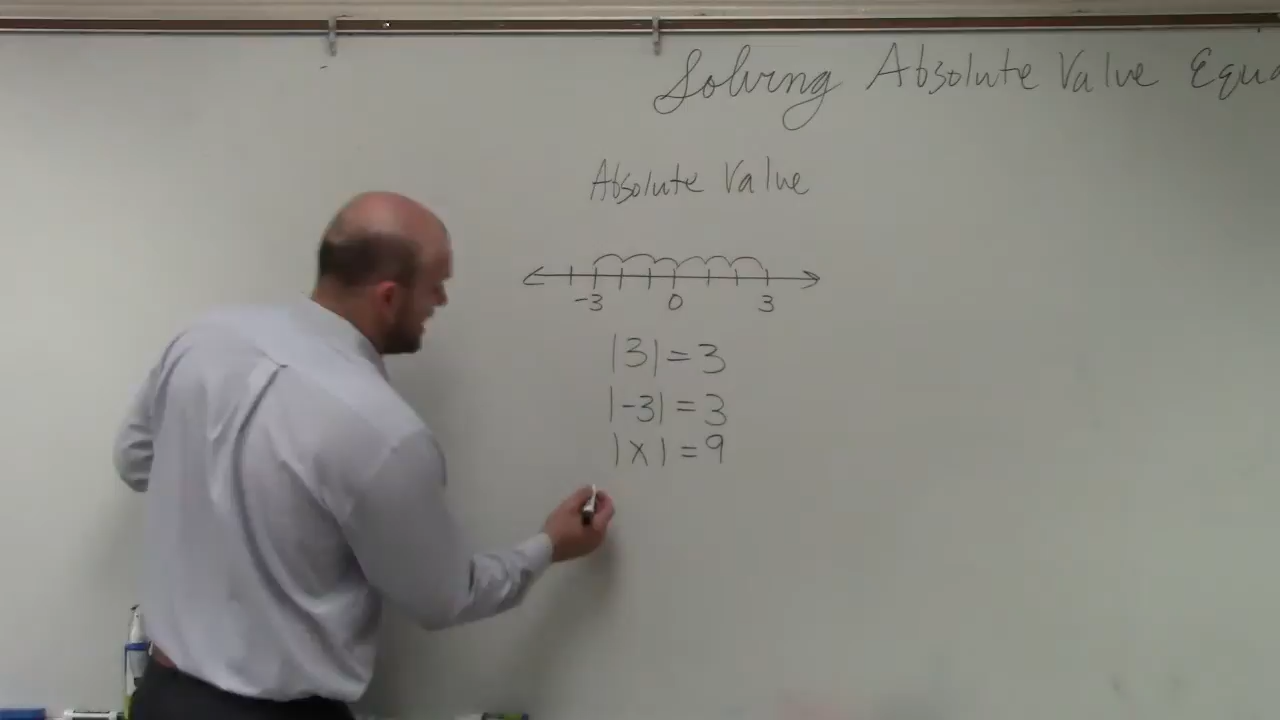 Solving Absolute Value Equa
Absolute Value
-3 0 3
|3| = 3
|-3| = 3
|x| = 9